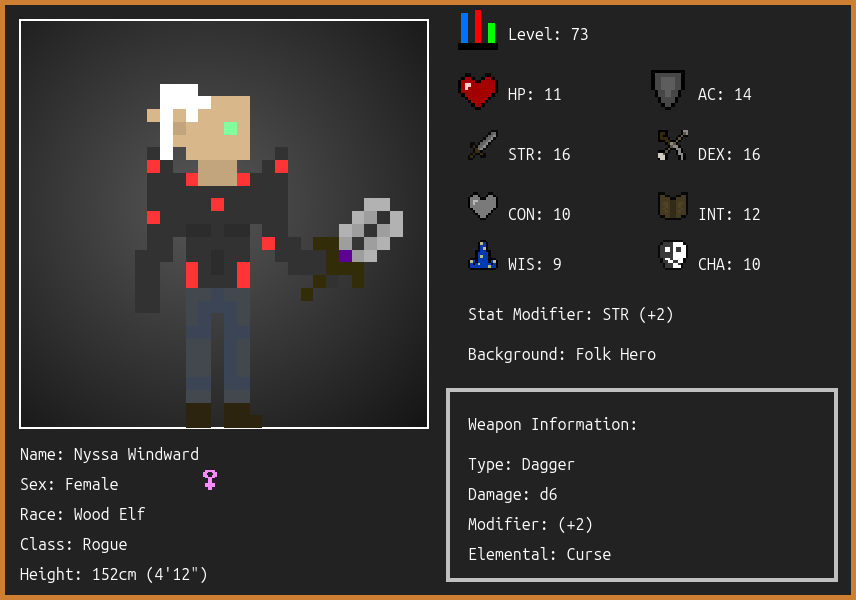 Level: 73
HP: 11
AC: 14
STR: 16
DEX: 16
CON: 10
INT: 12
WIS: 9
CHA: 10
Stat Modifier: STR (+2)
Background: Folk Hero
Weapon Information:
Type: Dagger
Damage: d6
Modifier: (+2)
Elemental: Curse
Name: Nyssa Windward
Sex: Female
Race: Wood Elf
Class: Rogue
Height: 152cm (4'12")